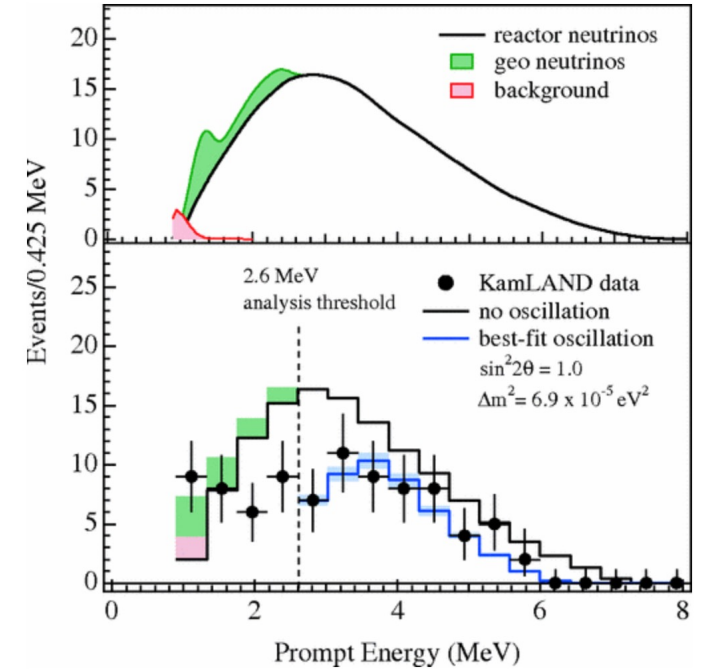 Events/0.425 MeV
20
15
10
5
0
reactor neutrinos
geo neutrinos
background
25
20
15
10
5
0
2.6 MeV
analysis threshold
KamLAND data
no oscillation
best-fit oscillation
sin²2θ = 1.0
Δm²= 6.9 x 10⁻⁵ eV²
0 2 4 6 8
Prompt Energy (MeV)